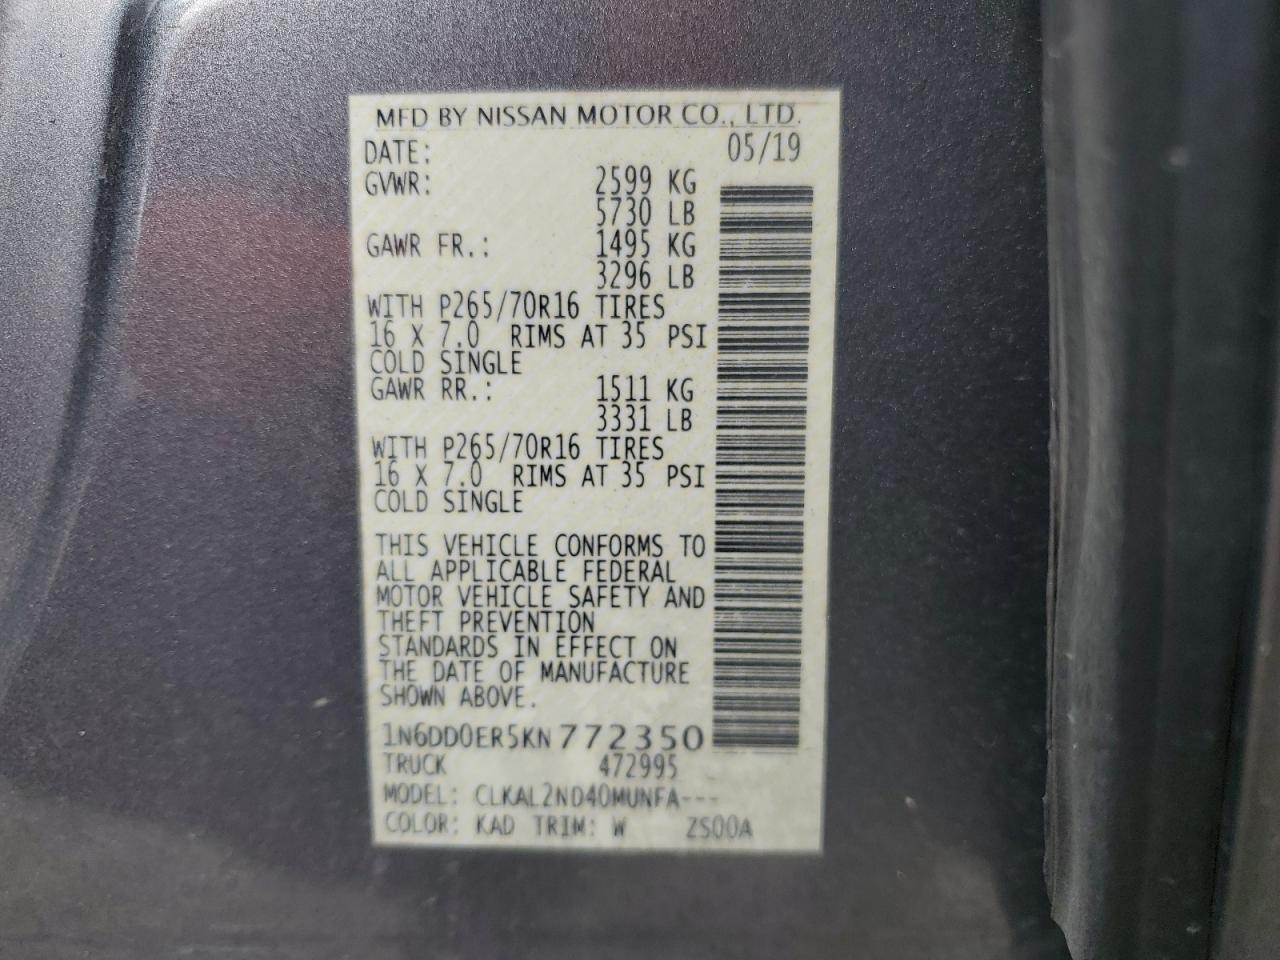 MFD BY NISSAN MOTOR CO., LTD.
DATE: 05/19
GVWR: 2599 KG
5730 LB
GAWR FR.: 1495 KG
3296 LB
WITH P265/70R16 TIRES
16 X 7.0 RIMS AT 35 PSI
COLD SINGLE
GAWR RR.: 1511 KG
3331 LB
WITH P265/70R16 TIRES
16 X 7.0 RIMS AT 35 PSI
COLD SINGLE
THIS VEHICLE CONFORMS TO
ALL APPLICABLE FEDERAL
MOTOR VEHICLE SAFETY AND
THEFT PREVENTION
STANDARDS IN EFFECT ON
THE DATE OF MANUFACTURE
SHOWN ABOVE.
1N6DD0ER5KN772350
TRUCK 472995
MODEL: CLKAL2ND40MUNFA---
COLOR: KAD TRIM: W ZS00A